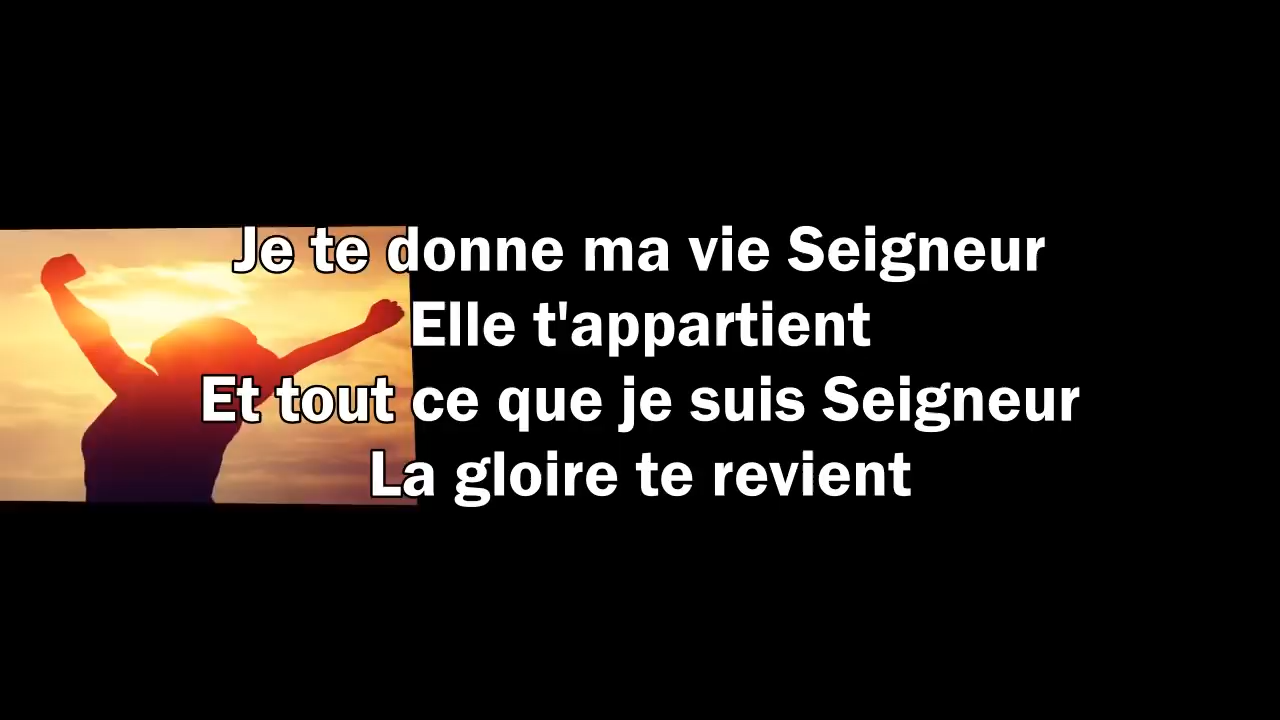 Je te donne ma vie Seigneur
Elle t'appartient
Et tout ce que je suis Seigneur
La gloire te revient